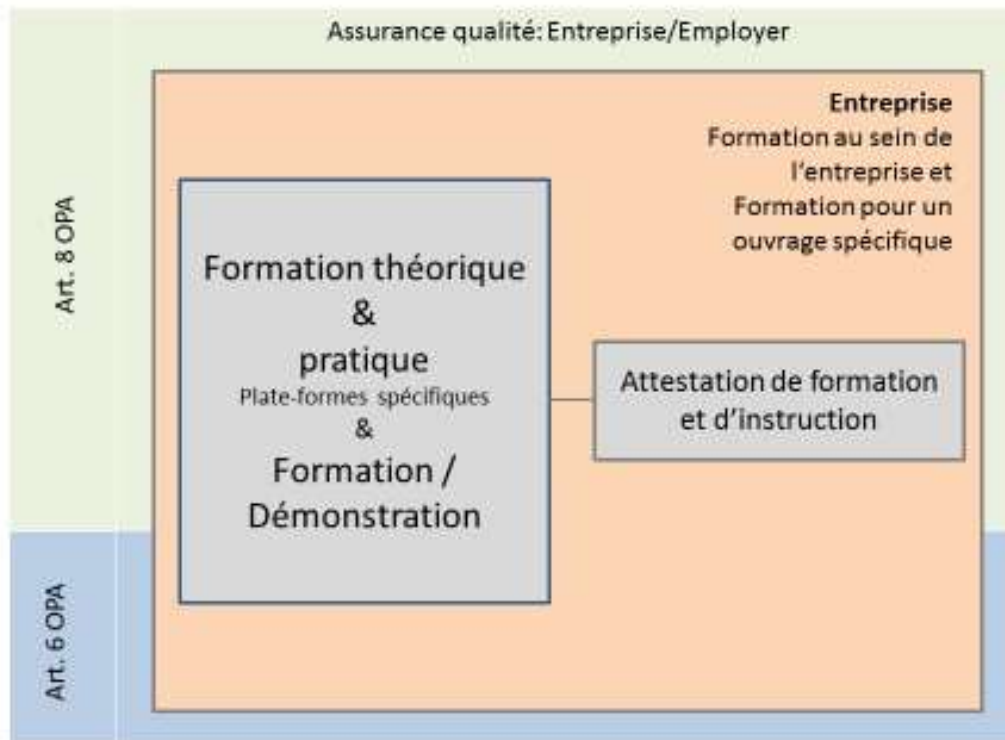 Assurance qualité: Entreprise/Employer
Entreprise
Formation au sein de
l'entreprise et
Formation pour un
ouvrage spécifique
Art. 8 OPA
Formation théorique
&
pratique
Plate-formes spécifiques
&
Formation /
Démonstration
Attestation de formation
et d'instruction
Art. 6 OPA